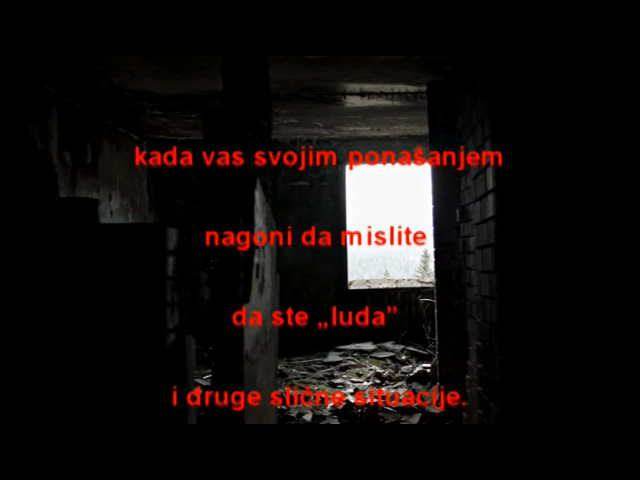 kada vas svojim ponašanjem
nagoni da mislite
da ste „luda”
i druge slične situacije.